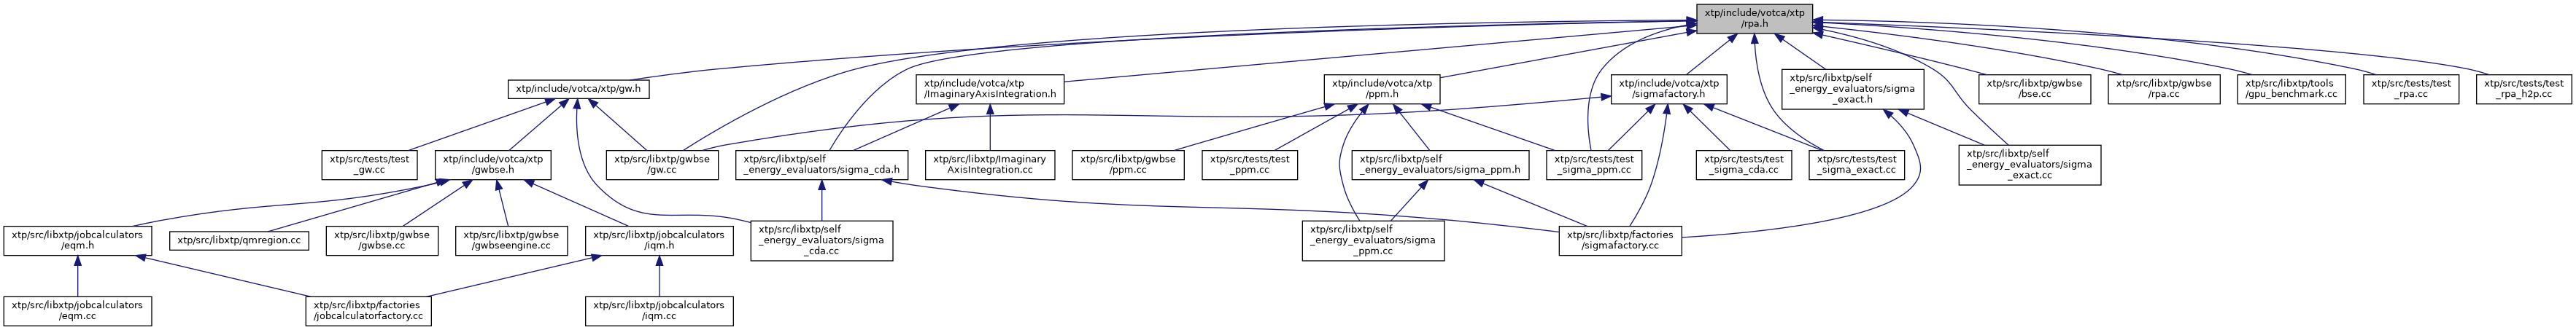 xtp/include/votca/xtp
/rpa.h
xtp/include/votca/xtp/gw.h
xtp/include/votca/xtp
/ImaginaryAxisIntegration.h
xtp/include/votca/xtp
/ppm.h
xtp/include/votca/xtp
/sigmafactory.h
xtp/src/libxtp/self
_energy_evaluators/sigma
_exact.h
xtp/src/libxtp/gwbse
/bse.cc
xtp/src/libxtp/gwbse
/rpa.cc
xtp/src/libxtp/tools
/gpu_benchmark.cc
xtp/src/tests/test
_rpa.cc
xtp/src/tests/test
_rpa_h2p.cc
xtp/src/tests/test
_gw.cc
xtp/include/votca/xtp
/gwbse.h
xtp/src/libxtp/gwbse
/gw.cc
xtp/src/libxtp/self
_energy_evaluators/sigma_cda.h
xtp/src/libxtp/Imaginary
AxisIntegration.cc
xtp/src/libxtp/gwbse
/ppm.cc
xtp/src/tests/test
_ppm.cc
xtp/src/libxtp/self
_energy_evaluators/sigma_ppm.h
xtp/src/tests/test
_sigma_ppm.cc
xtp/src/tests/test
_sigma_cda.cc
xtp/src/tests/test
_sigma_exact.cc
xtp/src/libxtp/self
_energy_evaluators/sigma
_exact.cc
xtp/src/libxtp/jobcalculators
/eqm.h
xtp/src/libxtp/qmregion.cc
xtp/src/libxtp/gwbse
/gwbse.cc
xtp/src/libxtp/gwbse
/gwbseengine.cc
xtp/src/libxtp/jobcalculators
/iqm.h
xtp/src/libxtp/self
_energy_evaluators/sigma
_cda.cc
xtp/src/libxtp/self
_energy_evaluators/sigma
_ppm.cc
xtp/src/libxtp/factories
/sigmafactory.cc
xtp/src/libxtp/jobcalculators
/eqm.cc
xtp/src/libxtp/factories
/jobcalculatorfactory.cc
xtp/src/libxtp/jobcalculators
/iqm.cc